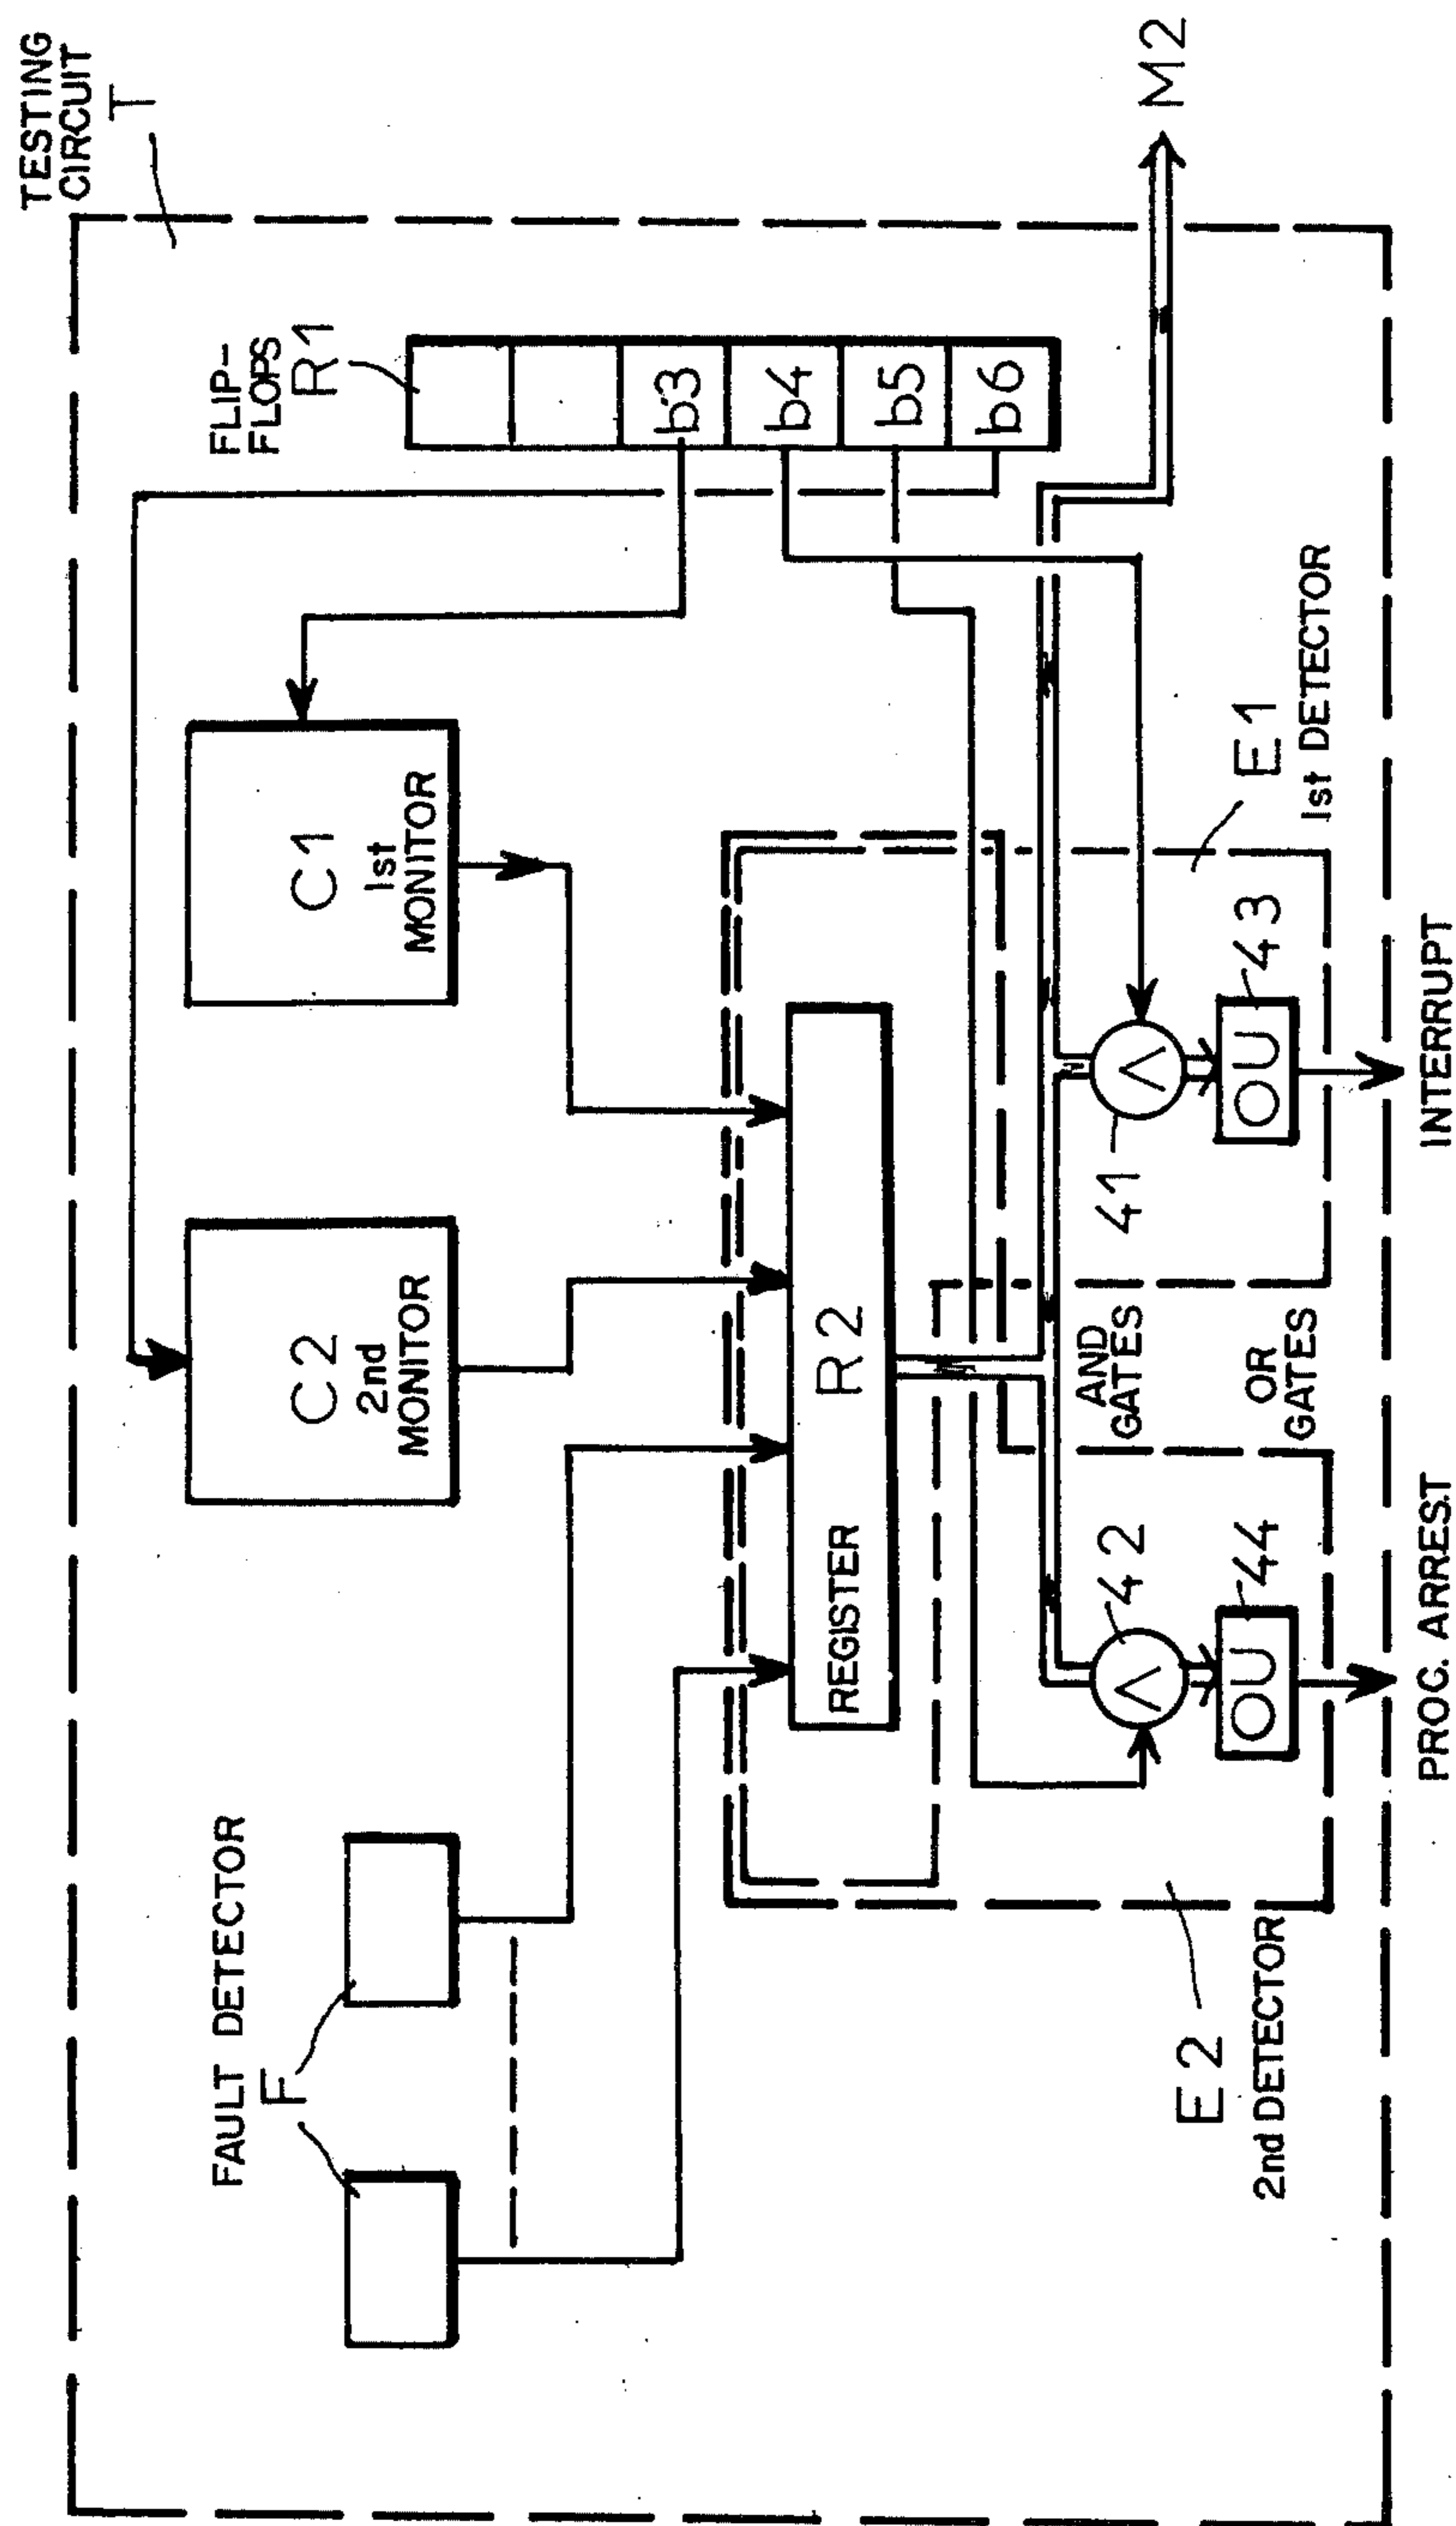 TESTING
CIRCUIT
T
FLIP-
FLOPS
R1
b3
b4
b5
b6
M2
C1
1st
MONITOR
C2
2nd
MONITOR
FAULT DETECTOR
F
REGISTER
R2
E1
1st DETECTOR
41
OU
43
AND
GATES
OR
GATES
42
OU
44
E2
2nd DETECTOR
INTERRUPT
PROG. ARREST